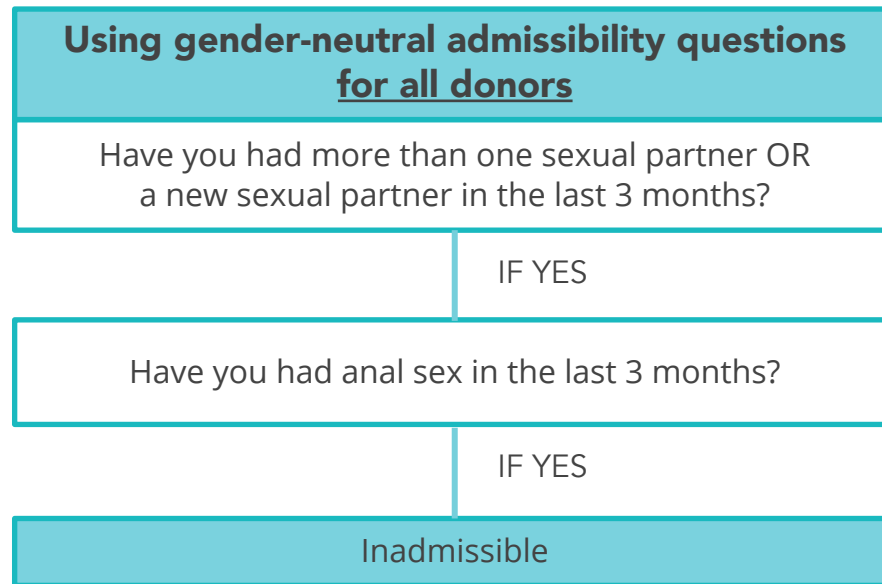 Using gender-neutral admissibility questions
for all donors
Have you had more than one sexual partner OR
a new sexual partner in the last 3 months?
IF YES
Have you had anal sex in the last 3 months?
IF YES
Inadmissible